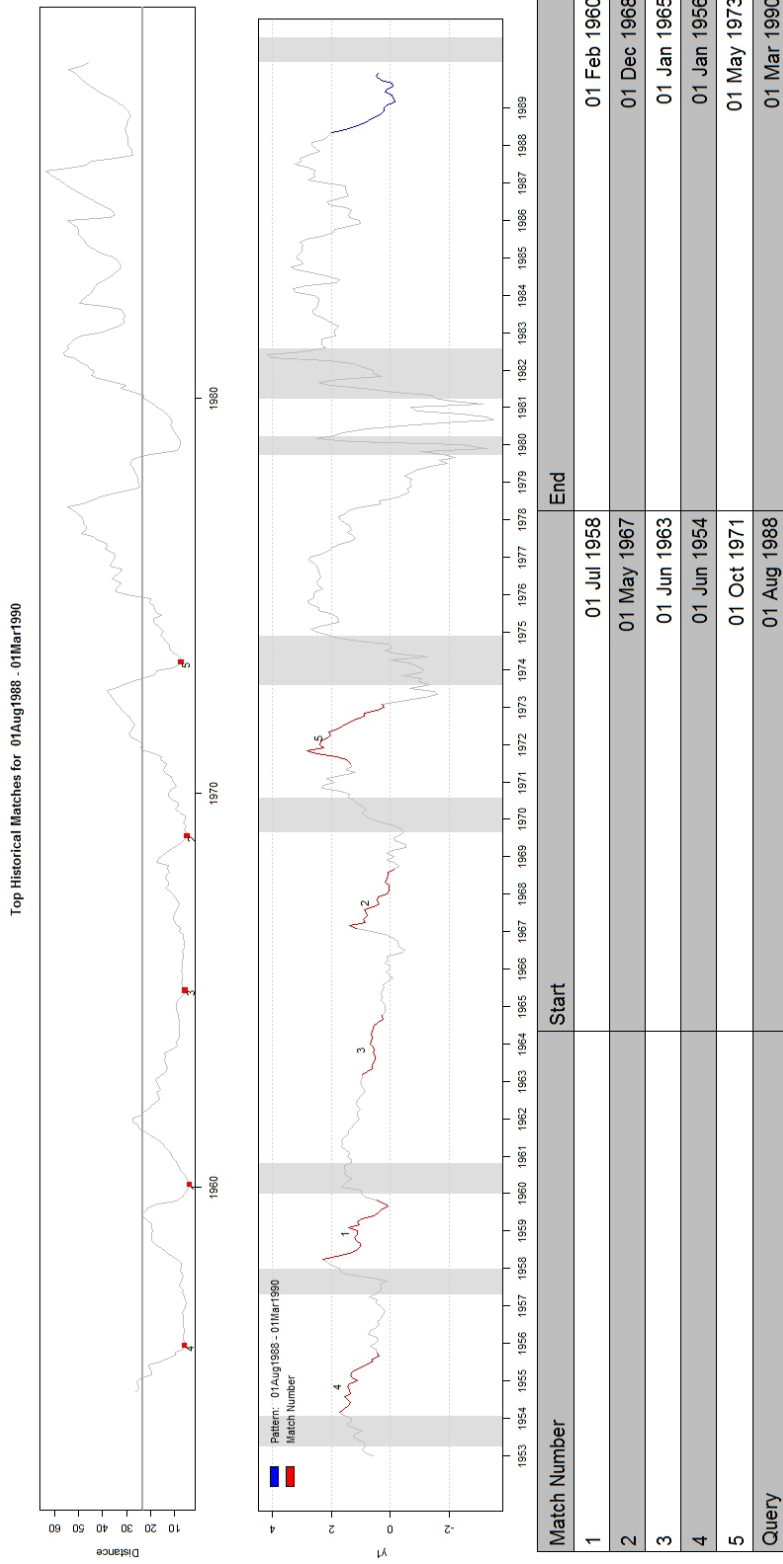 Top Historical Matches for 01Aug1988 - 01Mar1990
Distance
60
50
40
30
20
10
1960
1970
1980
1
2
3
4
5
y1
4
2
0
-2
Pattern: 01Aug1988 - 01Mar1990
Match Number
4
1
3
2
5
1953 1954 1955 1956 1957 1958 1959 1960 1961 1962 1963 1964 1965 1966 1967 1968 1969 1970 1971 1972 1973 1974 1975 1976 1977 1978 1979 1980 1981 1982 1983 1984 1985 1986 1987 1988 1989
Match Number Start End
1 01 Jul 1958 01 Feb 1960
2 01 May 1967 01 Dec 1968
3 01 Jun 1963 01 Jan 1965
4 01 Jun 1954 01 Jan 1956
5 01 Oct 1971 01 May 1973
Query 01 Aug 1988 01 Mar 1990